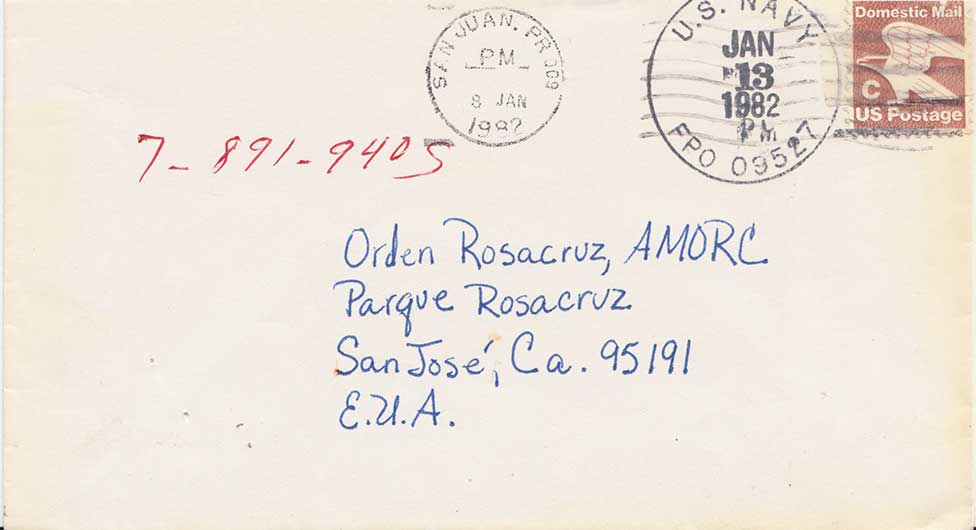 SAN JUAN, PR 009
PM
8 JAN
1982
U.S. NAVY
JAN
13
1982
PM
FPO 09527
Domestic Mail
C
US Postage
7-891-9405
Orden Rosacruz, AMORC
Parque Rosacruz
San José, Ca. 95191
E.U.A.